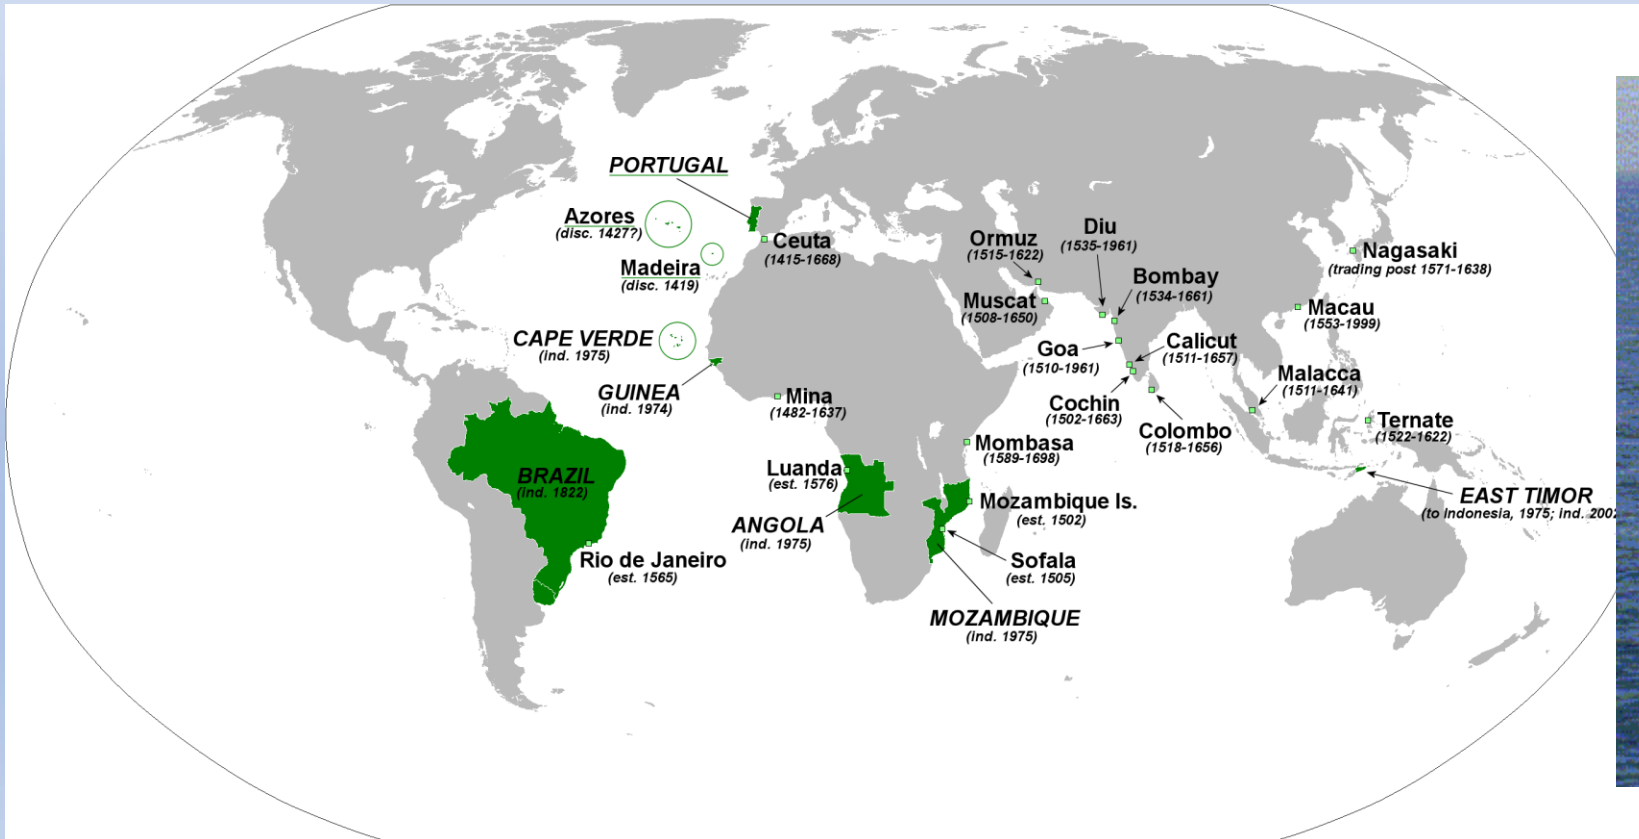 PORTUGAL
Azores
(disc. 1427?)
Madeira
(disc. 1419)
Ceuta
(1415-1668)
CAPE VERDE
(ind. 1975)
GUINEA
(ind. 1974)
Mina
(1482-1637)
BRAZIL
(ind. 1822)
Rio de Janeiro
(est. 1565)
Luanda
(est. 1576)
ANGOLA
(ind. 1975)
Mombasa
(1589-1698)
Mozambique Is.
(est. 1502)
Sofala
(est. 1505)
MOZAMBIQUE
(ind. 1975)
Ormuz
(1515-1622)
Muscat
(1508-1650)
Diu
(1535-1961)
Bombay
(1534-1661)
Goa
(1510-1961)
Calicut
(1511-1657)
Cochin
(1502-1663)
Colombo
(1518-1656)
Nagasaki
(trading post 1571-1638)
Macau
(1553-1999)
Malacca
(1511-1641)
Ternate
(1522-1622)
EAST TIMOR
(to Indonesia, 1975; ind. 2002